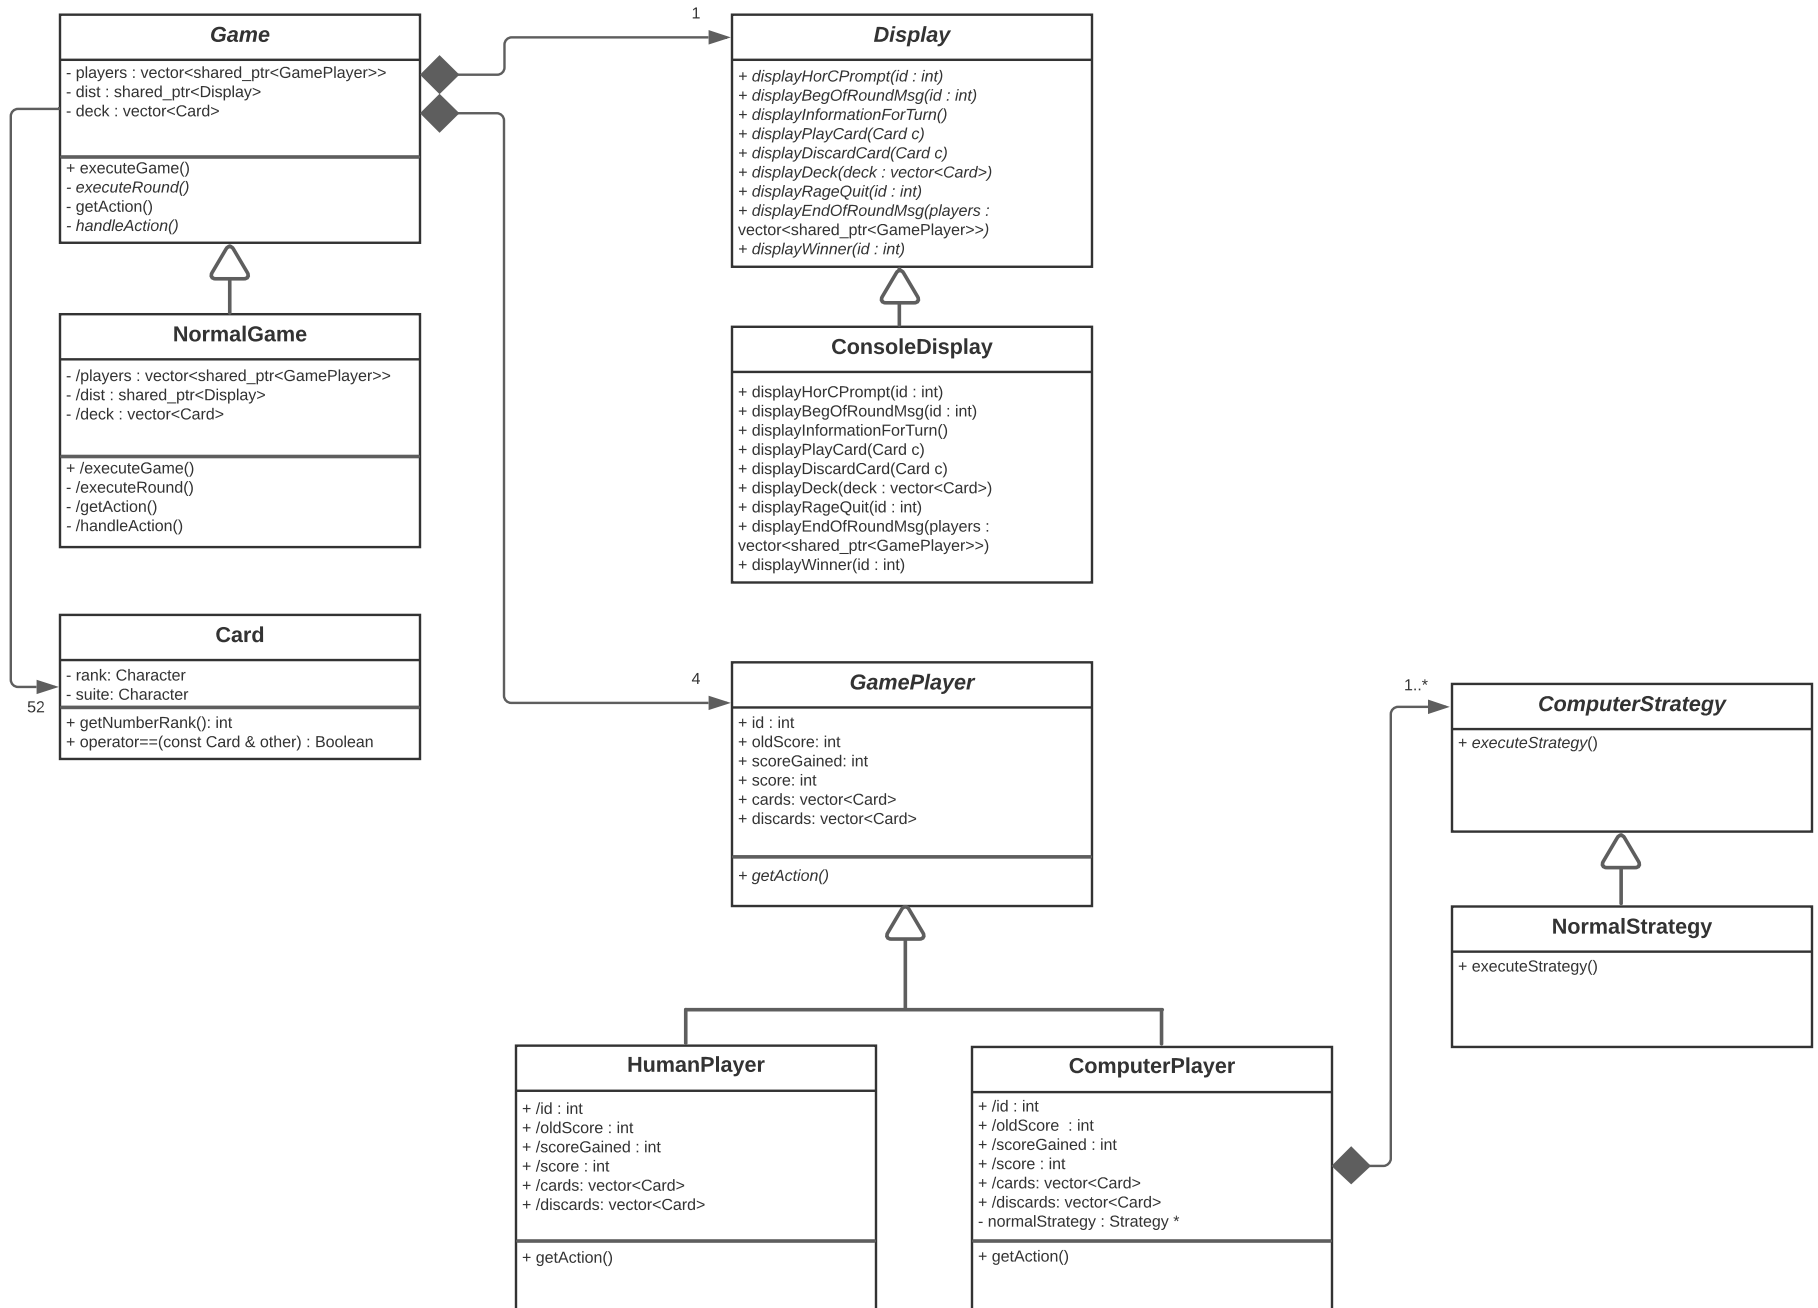 Game
- players : vector<shared_ptr<GamePlayer>>
- dist : shared_ptr<Display>
- deck : vector<Card>
+ executeGame()
- executeRound()
- getAction()
- handleAction()
1
Display
+ displayHorCPrompt(id : int)
+ displayBegOfRoundMsg(id : int)
+ displayInformationForTurn()
+ displayPlayCard(Card c)
+ displayDiscardCard(Card c)
+ displayDeck(deck : vector<Card>)
+ displayRageQuit(id : int)
+ displayEndOfRoundMsg(players :
vector<shared_ptr<GamePlayer>>)
+ displayWinner(id : int)
NormalGame
- /players : vector<shared_ptr<GamePlayer>>
- /dist : shared_ptr<Display>
- /deck : vector<Card>
+ /executeGame()
- /executeRound()
- /getAction()
- /handleAction()
ConsoleDisplay
+ displayHorCPrompt(id : int)
+ displayBegOfRoundMsg(id : int)
+ displayInformationForTurn()
+ displayPlayCard(Card c)
+ displayDiscardCard(Card c)
+ displayDeck(deck : vector<Card>)
+ displayRageQuit(id : int)
+ displayEndOfRoundMsg(players :
vector<shared_ptr<GamePlayer>>)
+ displayWinner(id : int)
Card
- rank: Character
- suite: Character
+ getNumberRank(): int
+ operator==(const Card & other) : Boolean
52
4
GamePlayer
+ id : int
+ oldScore: int
+ scoreGained: int
+ score: int
+ cards: vector<Card>
+ discards: vector<Card>
+ getAction()
1..*
ComputerStrategy
+ executeStrategy()
NormalStrategy
+ executeStrategy()
HumanPlayer
+ /id : int
+ /oldScore : int
+ /scoreGained : int
+ /score : int
+ /cards: vector<Card>
+ /discards: vector<Card>
+ getAction()
ComputerPlayer
+ /id : int
+ /oldScore  : int
+ /scoreGained : int
+ /score : int
+ /cards: vector<Card>
+ /discards: vector<Card>
- normalStrategy : Strategy *
+ getAction()